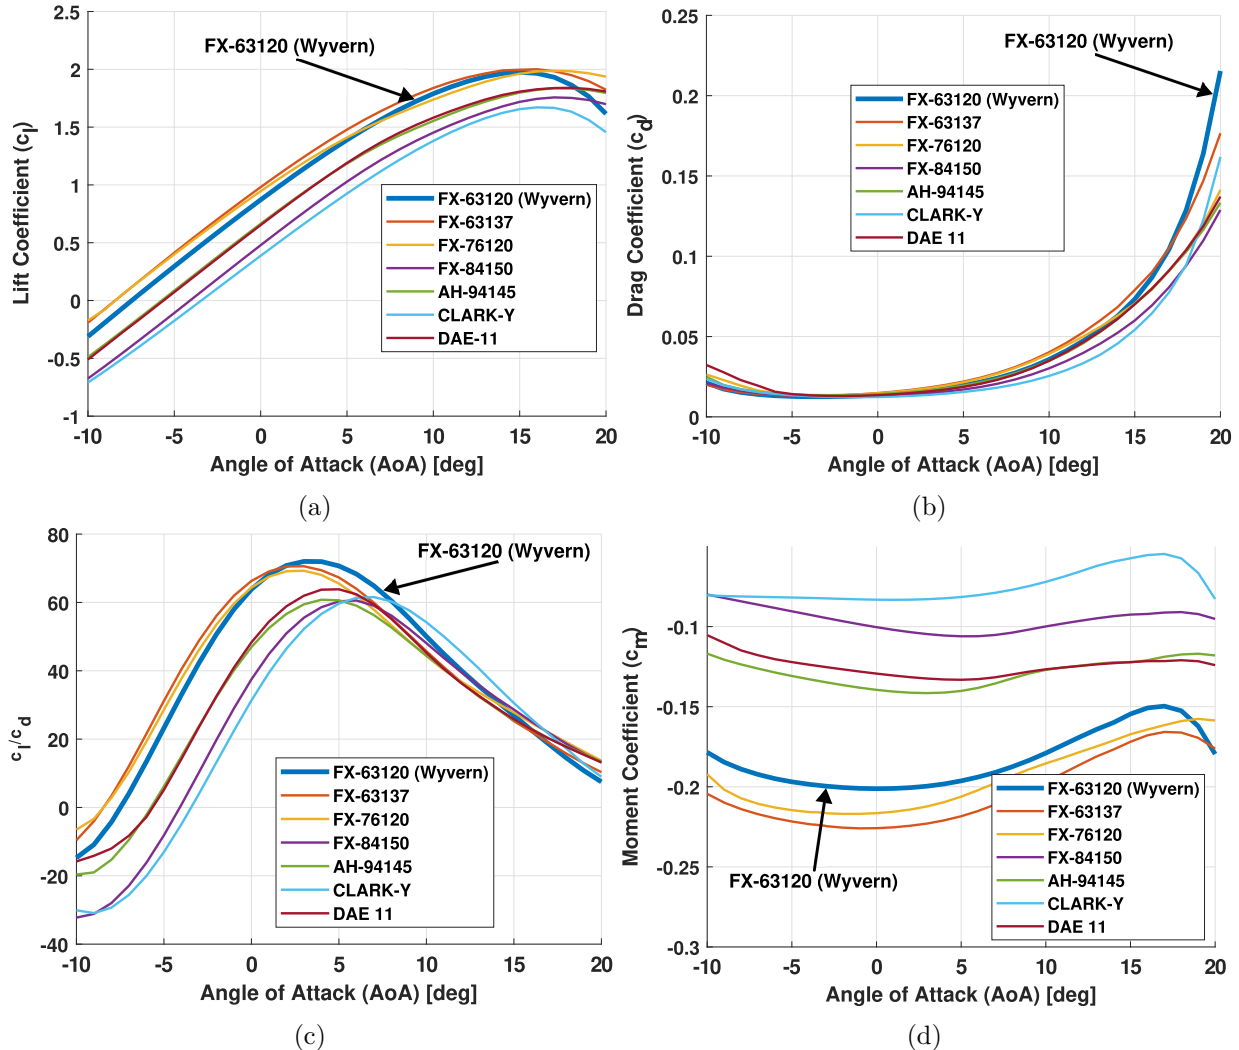 2.5
2
1.5
1
0.5
0
-0.5
-1
-10
-5
0
5
10
15
20
Lift Coefficient (cl)
Angle of Attack (AoA) [deg]
FX-63120 (Wyvern)
FX-63120 (Wyvern)
FX-63137
FX-76120
FX-84150
AH-94145
CLARK-Y
DAE-11
(a)
0.25
0.2
0.15
0.1
0.05
0
-10
-5
0
5
10
15
20
Drag Coefficient (cd)
Angle of Attack (AoA) [deg]
FX-63120 (Wyvern)
FX-63120 (Wyvern)
FX-63137
FX-76120
FX-84150
AH-94145
CLARK-Y
DAE 11
(b)
80
60
40
20
0
-20
-40
-10
-5
0
5
10
15
20
cl/cd
Angle of Attack (AoA) [deg]
FX-63120 (Wyvern)
FX-63120 (Wyvern)
FX-63137
FX-76120
FX-84150
AH-94145
CLARK-Y
DAE 11
(c)
-0.1
-0.15
-0.2
-0.25
-0.3
-10
-5
0
5
10
15
20
Moment Coefficient (cm)
Angle of Attack (AoA) [deg]
FX-63120 (Wyvern)
FX-63120 (Wyvern)
FX-63137
FX-76120
FX-84150
AH-94145
CLARK-Y
DAE 11
(d)